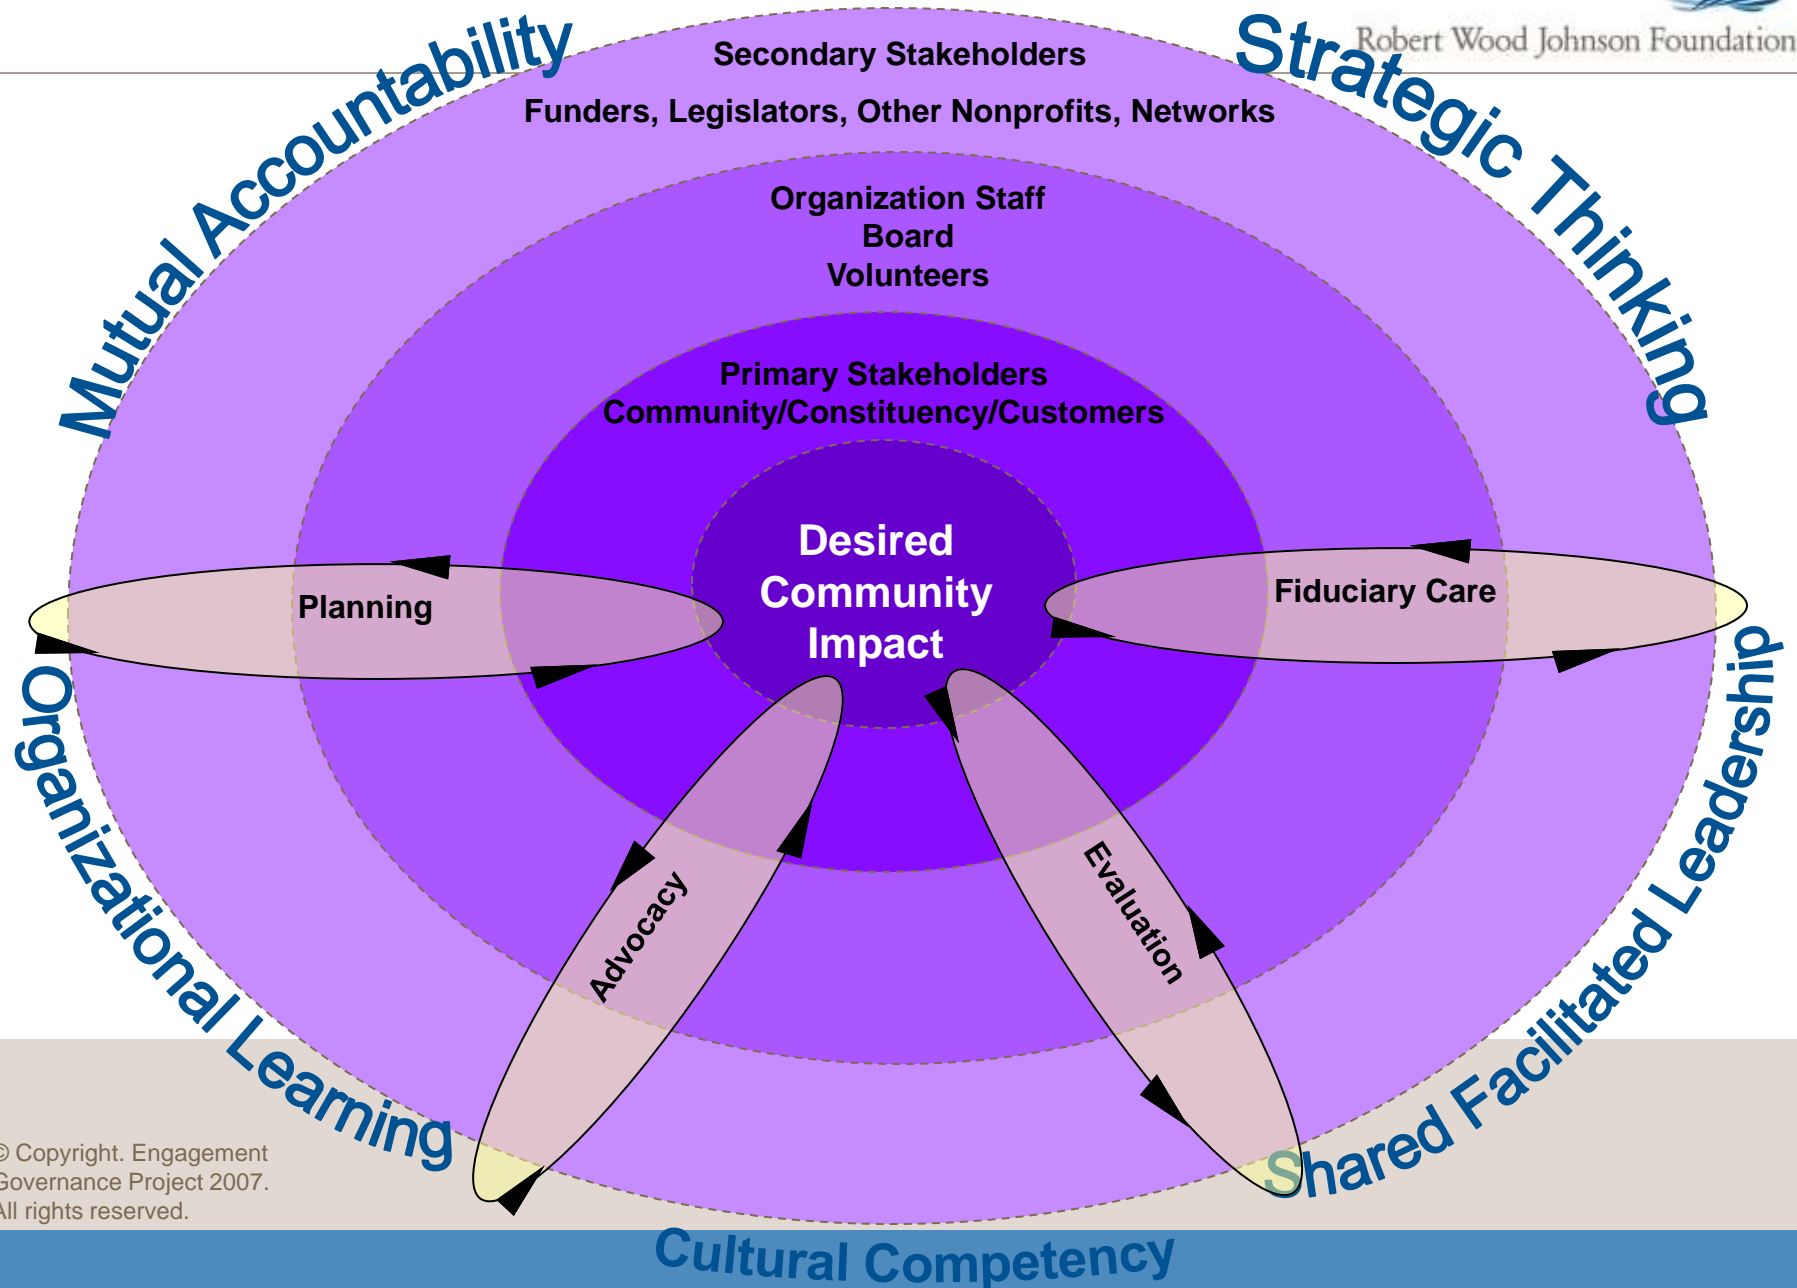 Robert Wood Johnson Foundation
Mutual Accountability
Strategic Thinking
Secondary Stakeholders
Funders, Legislators, Other Nonprofits, Networks
Organization Staff
Board
Volunteers
Primary Stakeholders
Community/Constituency/Customers
Desired
Community
Impact
Planning
Fiduciary Care
Advocacy
Evaluation
Organizational Learning
Shared Facilitated Leadership
© Copyright. Engagement
Governance Project 2007.
All rights reserved.
Cultural Competency